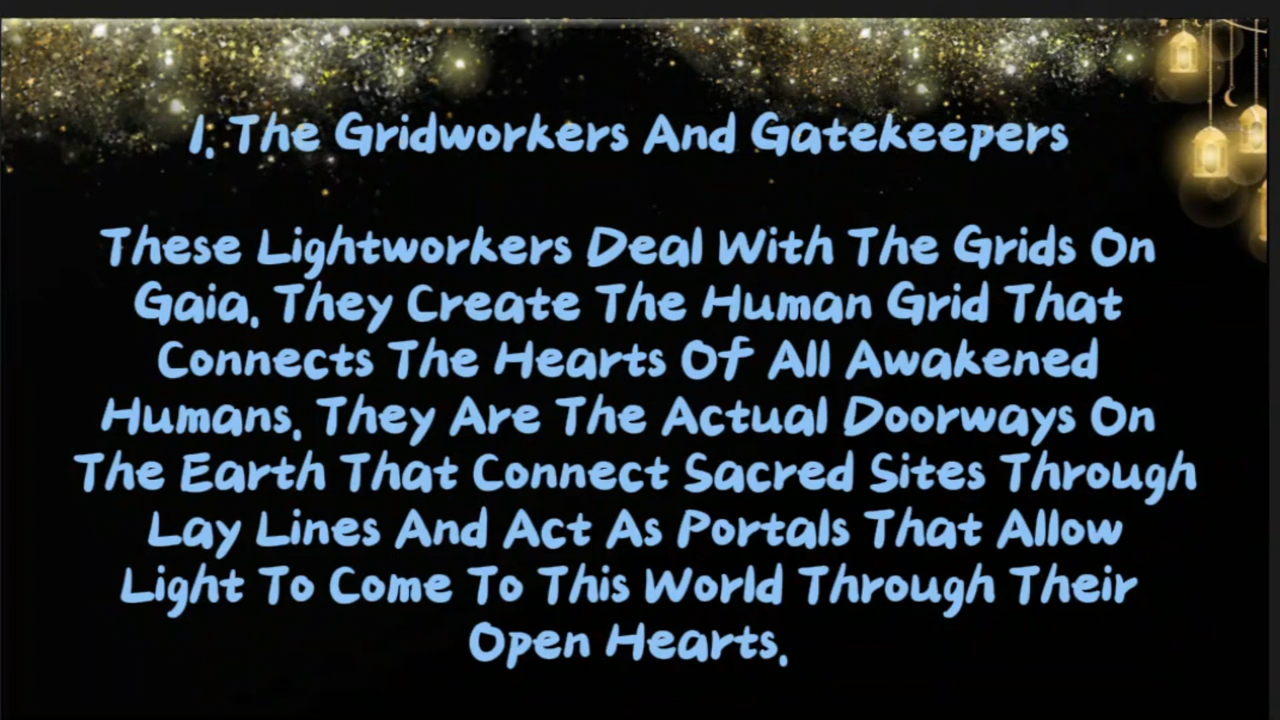 1. The Gridworkers And Gatekeepers
These Lightworkers Deal With The Grids On
Gaia. They Create The Human Grid That
Connects The Hearts Of All Awakened
Humans. They Are The Actual Doorways On
The Earth That Connect Sacred Sites Through
Lay Lines And Act As Portals That Allow
Light To Come To This World Through Their
Open Hearts.